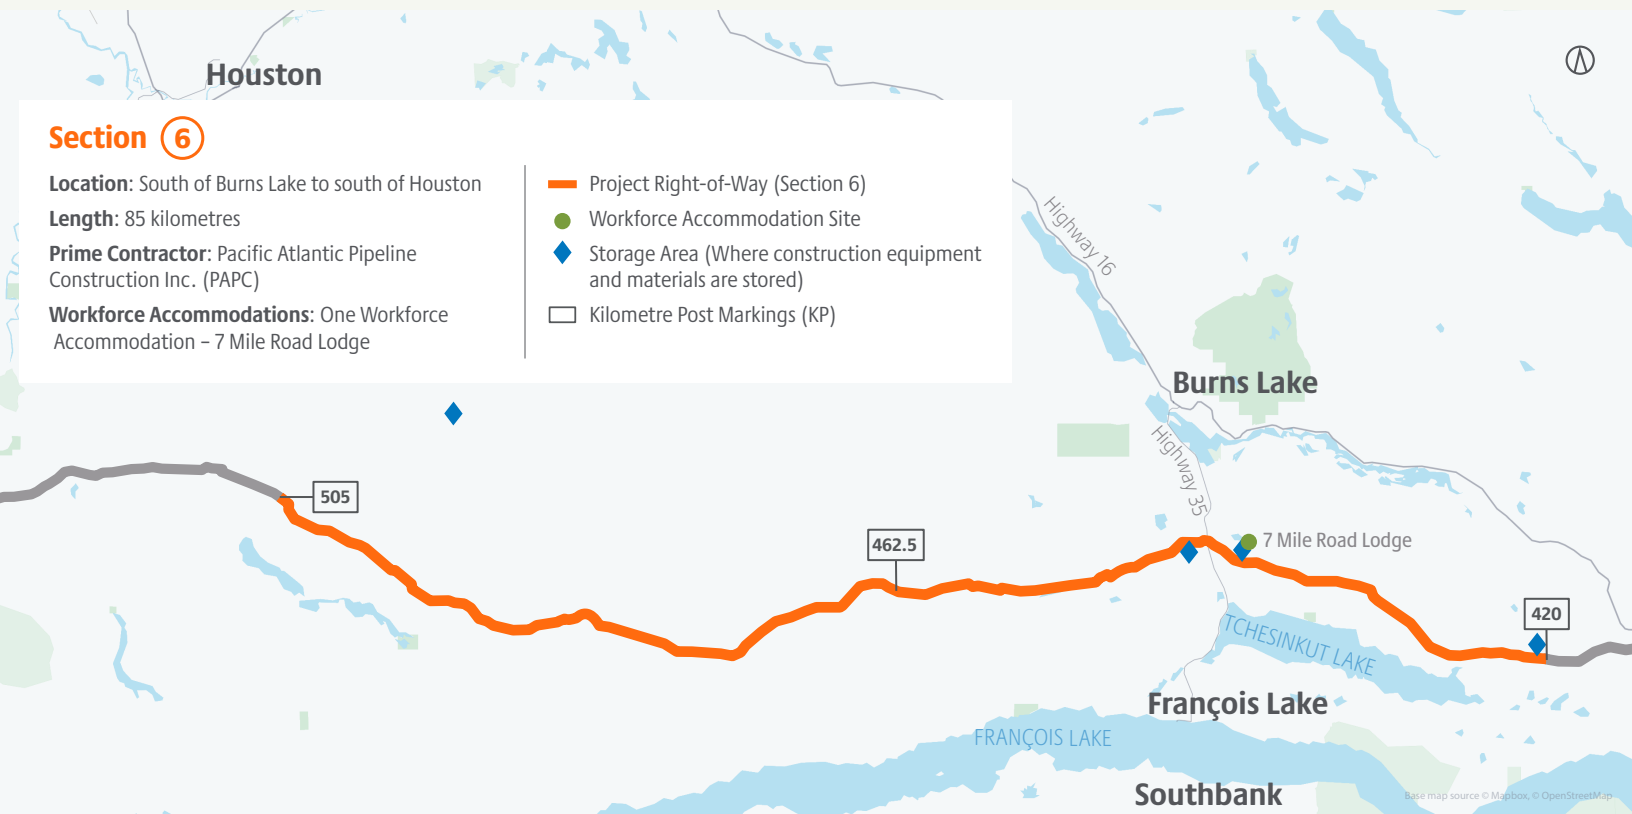 Houston
Section 6
Location: South of Burns Lake to south of Houston
Length: 85 kilometres
Prime Contractor: Pacific Atlantic Pipeline
Construction Inc. (PAPC)
Workforce Accommodations: One Workforce
Accommodation – 7 Mile Road Lodge
Project Right-of-Way (Section 6)
Workforce Accommodation Site
Storage Area (Where construction equipment
and materials are stored)
Kilometre Post Markings (KP)
Highway 16
Burns Lake
Highway 35
505
462.5
7 Mile Road Lodge
420
TCHESINKUT LAKE
François Lake
FRANÇOIS LAKE
Southbank
Base map source © Mapbox, © OpenStreetMap